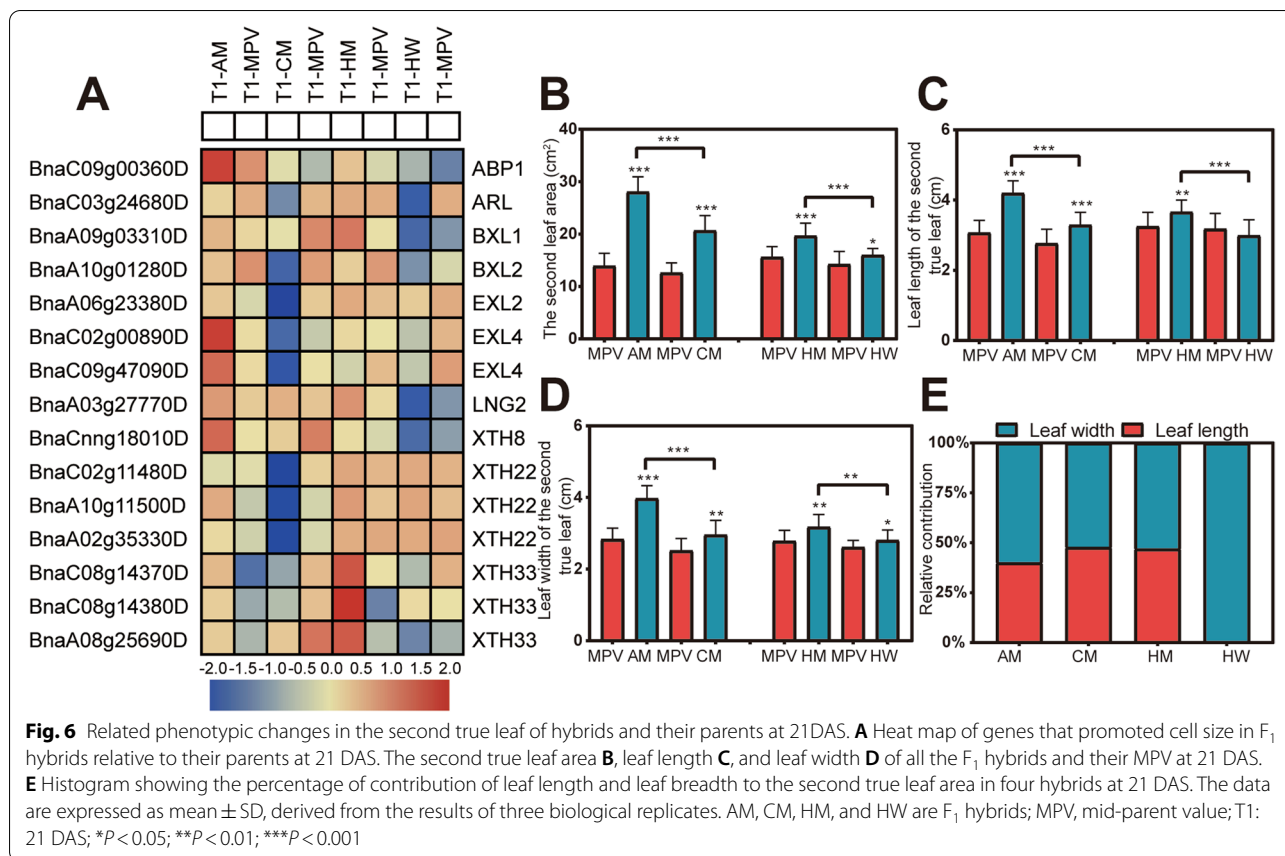 A
T1-AM T1-MPV T1-CM T1-MPV T1-HM T1-MPV T1-HW T1-MPV
BnaC09g00360D ABP1
BnaC03g24680D ARL
BnaA09g03310D BXL1
BnaA10g01280D BXL2
BnaA06g23380D EXL2
BnaC02g00890D EXL4
BnaC09g47090D EXL4
BnaA03g27770D LNG2
BnaCnng18010D XTH8
BnaC02g11480D XTH22
BnaA10g11500D XTH22
BnaA02g35330D XTH22
BnaC08g14370D XTH33
BnaC08g14380D XTH33
BnaA08g25690D XTH33
-2.0 -1.5 -1.0 -0.5 0.0 0.5 1.0 1.5 2.0
B
The second leaf area (cm²)
40
30
20
10
0
*** *** *** *** *** *
MPV AM MPV CM MPV HM MPV HW
C
Leaf length of the second
true leaf (cm)
6
4
2
0
*** *** *** ** ***
MPV AM MPV CM MPV HM MPV HW
D
Leaf width of the second
true leaf (cm)
6
4
2
0
*** *** ** ** ** *
MPV AM MPV CM MPV HM MPV HW
E
Leaf width Leaf length
Relative contribution
100%
75%
50%
25%
0%
AM CM HM HW
Fig. 6 Related phenotypic changes in the second true leaf of hybrids and their parents at 21DAS. A Heat map of genes that promoted cell size in F₁
hybrids relative to their parents at 21 DAS. The second true leaf area B, leaf length C, and leaf width D of all the F₁ hybrids and their MPV at 21 DAS.
E Histogram showing the percentage of contribution of leaf length and leaf breadth to the second true leaf area in four hybrids at 21 DAS. The data
are expressed as mean ± SD, derived from the results of three biological replicates. AM, CM, HM, and HW are F₁ hybrids; MPV, mid-parent value; T1:
21 DAS; *P < 0.05; **P < 0.01; ***P < 0.001